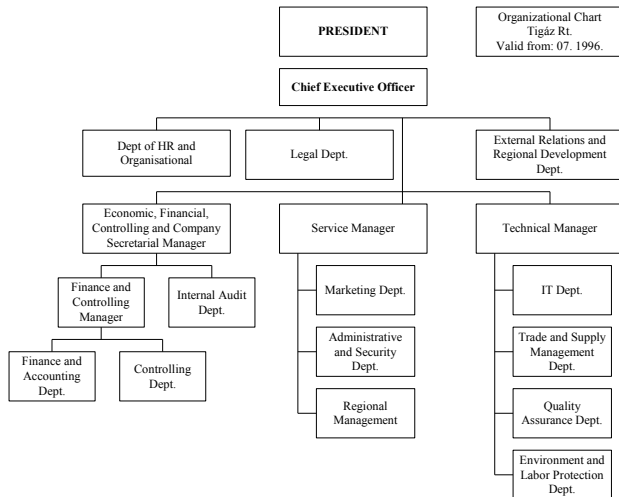 PRESIDENT
Organizational Chart
Tigáz Rt.
Valid from: 07. 1996.
Chief Executive Officer
Dept of HR and
Organisational
Legal Dept.
External Relations and
Regional Development
Dept.
Economic, Financial,
Controlling and Company
Secretarial Manager
Service Manager
Technical Manager
Finance and
Controlling
Manager
Internal Audit
Dept.
Marketing Dept.
IT Dept.
Finance and
Accounting
Dept.
Controlling
Dept.
Administrative
and Security
Dept.
Trade and Supply
Management
Dept.
Regional
Management
Quality
Assurance Dept.
Environment and
Labor Protection
Dept.